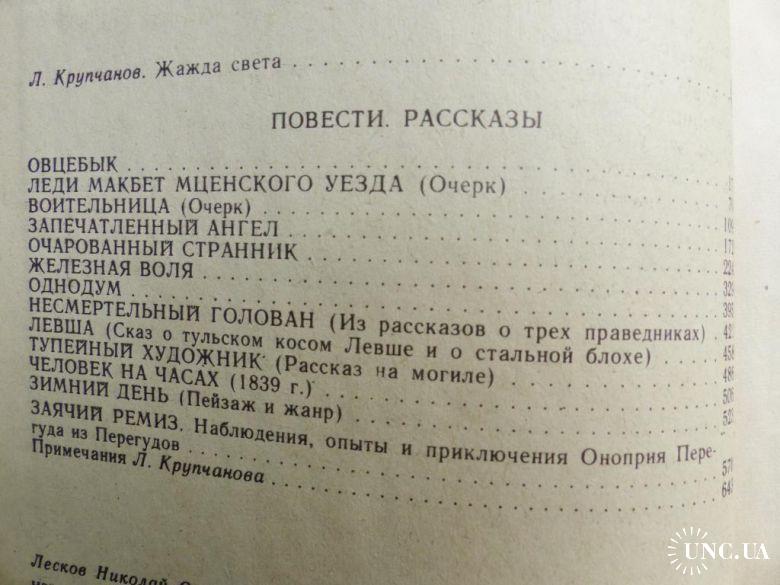 Л. Крупчанов. Жажда света
ПОВЕСТИ. РАССКАЗЫ
ОВЦЕБЫК
ЛЕДИ МАКБЕТ МЦЕНСКОГО УЕЗДА (Очерк)
ВОИТЕЛЬНИЦА (Очерк)
ЗАПЕЧАТЛЕННЫЙ АНГЕЛ
ОЧАРОВАННЫЙ СТРАННИК
ЖЕЛЕЗНАЯ ВОЛЯ
ОДНОДУМ
НЕСМЕРТЕЛЬНЫЙ ГОЛОВАН (Из рассказов о трех праведниках)
ЛЕВША (Сказ о тульском косом Левше и о стальной блохе)
ТУПЕЙНЫЙ ХУДОЖНИК (Рассказ на могиле)
ЧЕЛОВЕК НА ЧАСАХ (1839 г.)
ЗИМНИЙ ДЕНЬ (Пейзаж и жанр)
ЗАЯЧИЙ РЕМИЗ. Наблюдения, опыты и приключения Оноприя Пере-
гуда из Перегудов
Примечания Л. Крупчанова
Лесков Николай
UNC.UA